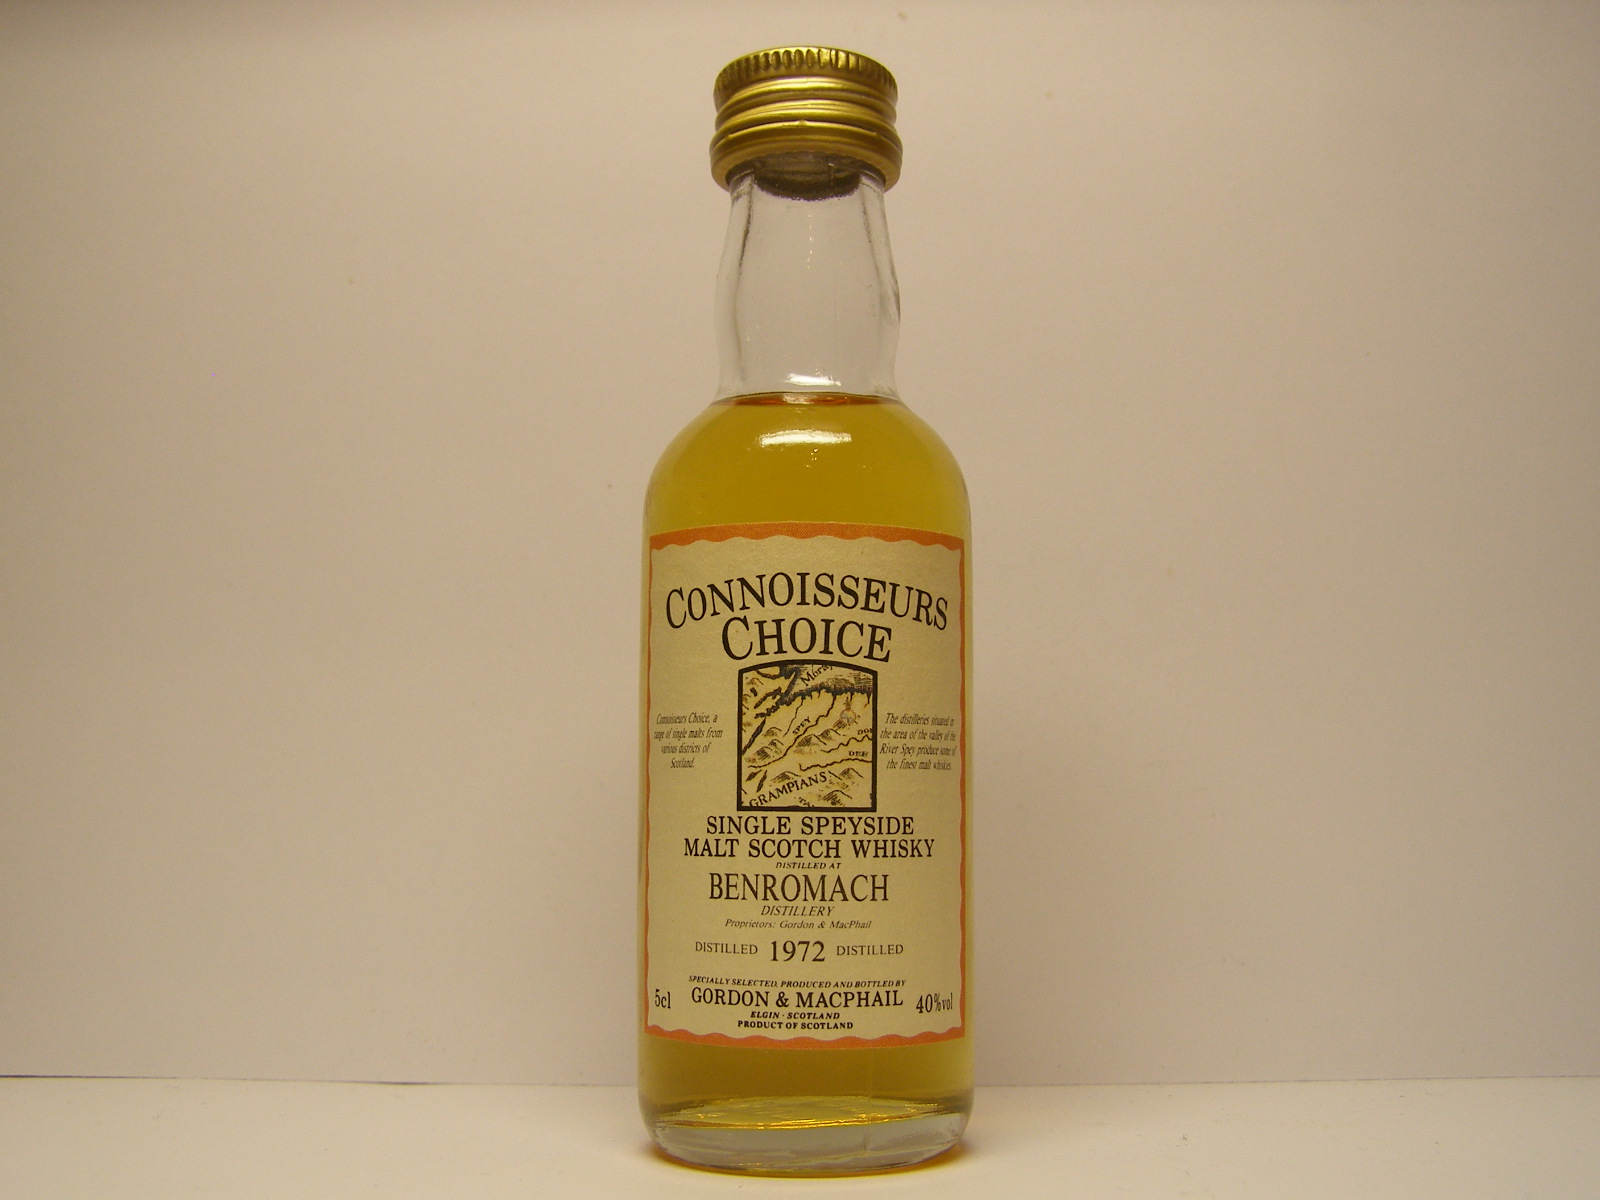 CONNOISSEURS
CHOICE
Moray
SPEY
DEE
GRAMPIANS
Connoisseurs Choice, a
range of single malts from
various districts of
Scotland.
The distilleries situated in
the area of the valley of the
River Spey produce some of
the finest malt whiskies.
SINGLE SPEYSIDE
MALT SCOTCH WHISKY
DISTILLED AT
BENROMACH
DISTILLERY
Proprietors: Gordon & MacPhail
DISTILLED 1972 DISTILLED
SPECIALLY SELECTED, PRODUCED AND BOTTLED BY
5cl GORDON & MACPHAIL 40%vol
ELGIN · SCOTLAND
PRODUCT OF SCOTLAND